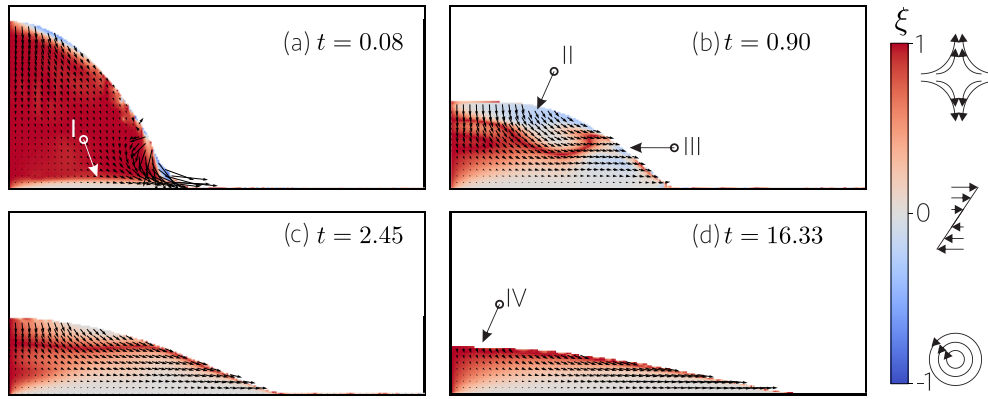 (a) t = 0.08
I
(b) t = 0.90
II
III
(c) t = 2.45
(d) t = 16.33
IV
ξ
1
0
-1